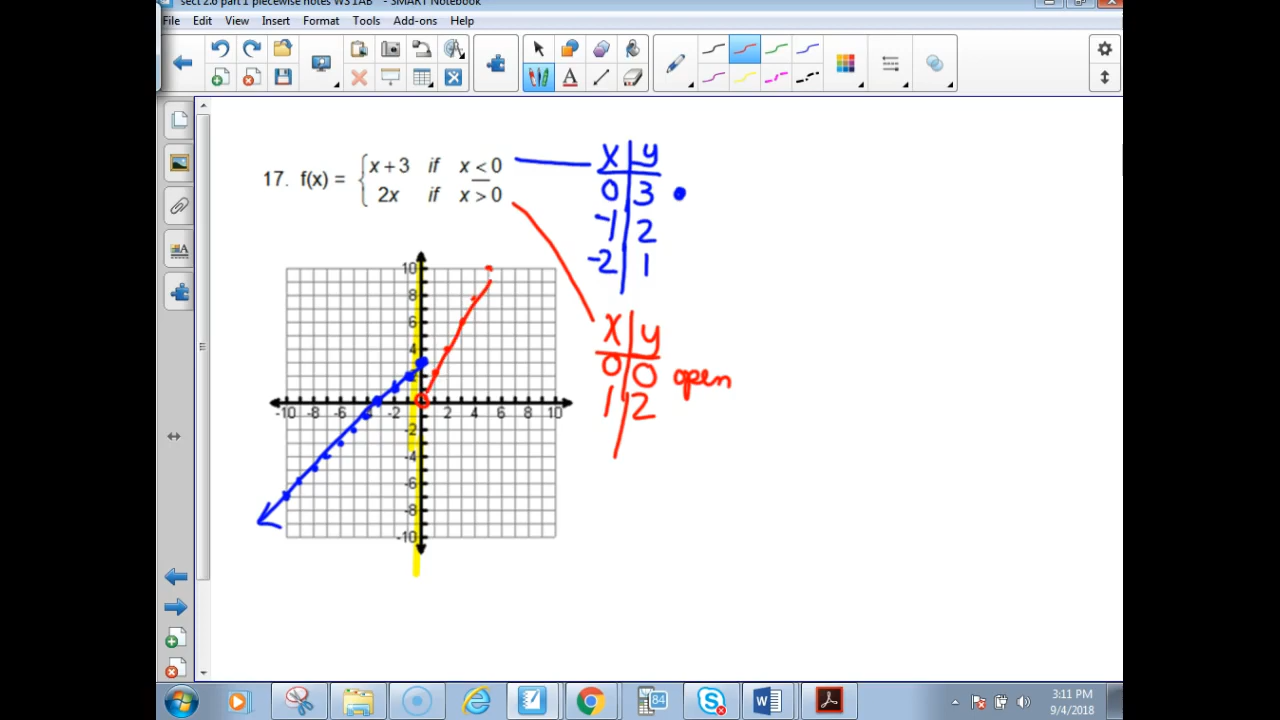 sect 2.6 part 1 piecewise notes WS 1AB - SMART Notebook
File Edit View Insert Format Tools Add-ons Help
17. f(x) = { x + 3 if x ≤ 0
2x if x > 0
x y
0 3
-1 2
-2 1
x y
0 0 open
1 2
10
8
6
4
-10 -8 -6 -4 -2 2 4 6 8 10
-2
-4
-6
-8
-10
84
3:11 PM
9/4/2018